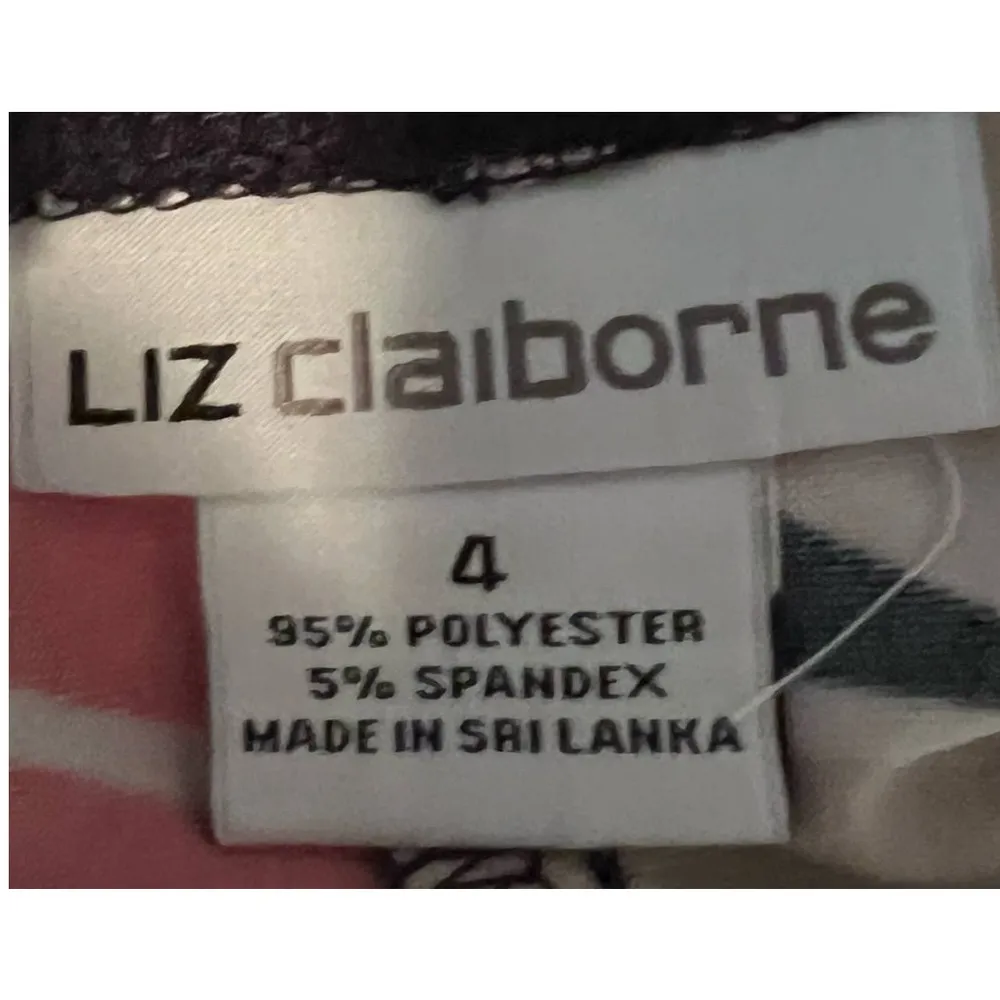 LIZ claiborne
4
95% POLYESTER
5% SPANDEX
MADE IN SRI LANKA